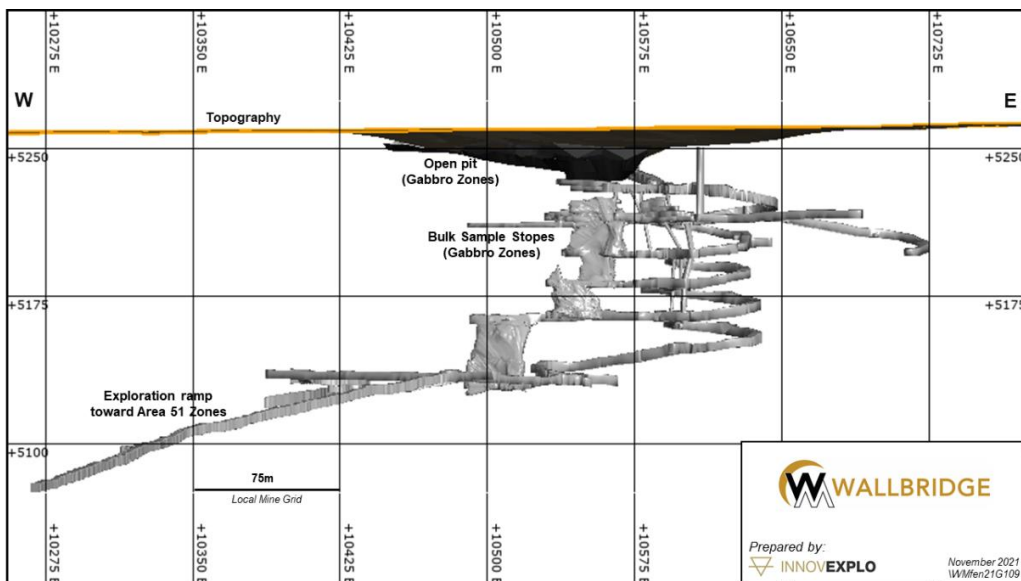 +10275 E
+10350 E
+10425 E
+10500 E
+10575 E
+10650 E
+10725 E
W
E
Topography
+5250
+5250
Open pit
(Gabbro Zones)
Bulk Sample Stopes
(Gabbro Zones)
+5175
+5175
Exploration ramp
toward Area 51 Zones
+5100
75m
Local Mine Grid
WALLBRIDGE
Prepared by:
INNOVEXPLO
November 2021
\WMfen21G109
+10275 E
+10350 E
+10425 E
+10500 E
+10575 E